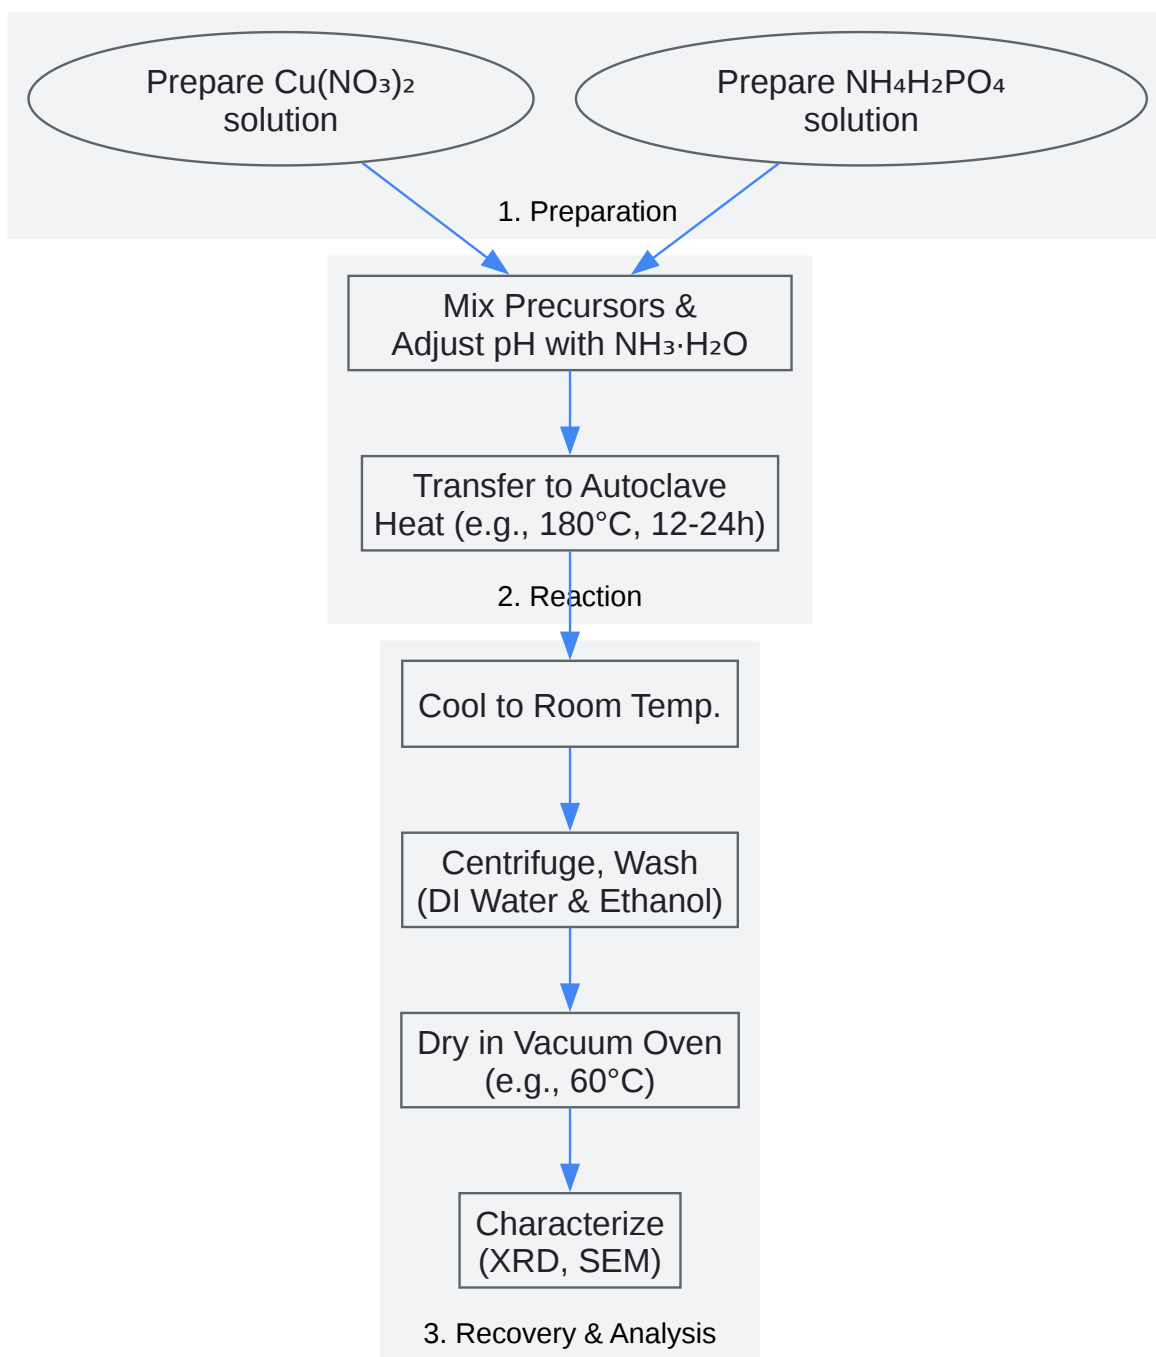 Prepare Cu(NO₃)₂
solution
Prepare NH₄H₂PO₄
solution
1. Preparation
Mix Precursors &
Adjust pH with NH₃·H₂O
Transfer to Autoclave
Heat (e.g., 180°C, 12-24h)
2. Reaction
Cool to Room Temp.
Centrifuge, Wash
(DI Water & Ethanol)
Dry in Vacuum Oven
(e.g., 60°C)
Characterize
(XRD, SEM)
3. Recovery & Analysis